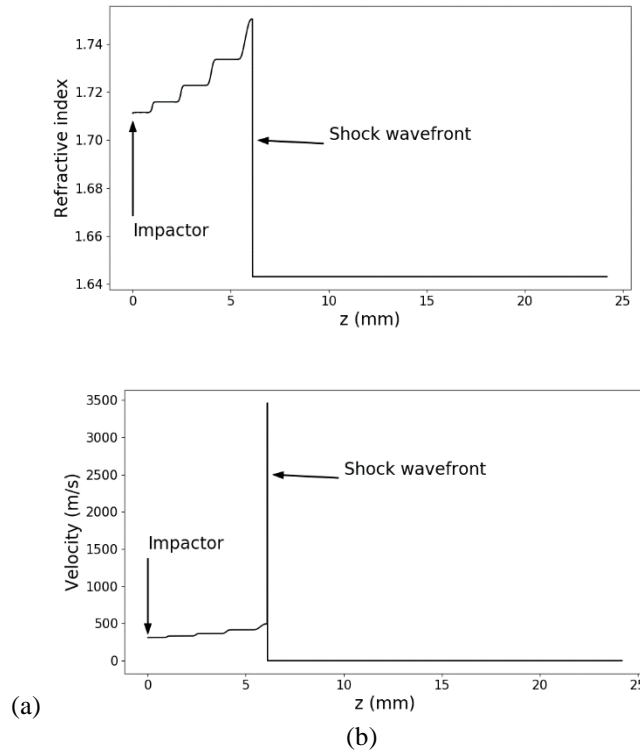 1.74
1.72
1.70
1.68
1.66
1.64
Refractive index
Shock wavefront
Impactor
0 5 10 15 20 25
z (mm)
3500
3000
2500
2000
1500
1000
500
0
Velocity (m/s)
Shock wavefront
Impactor
0 5 10 15 20 25
z (mm)
(a)
(b)